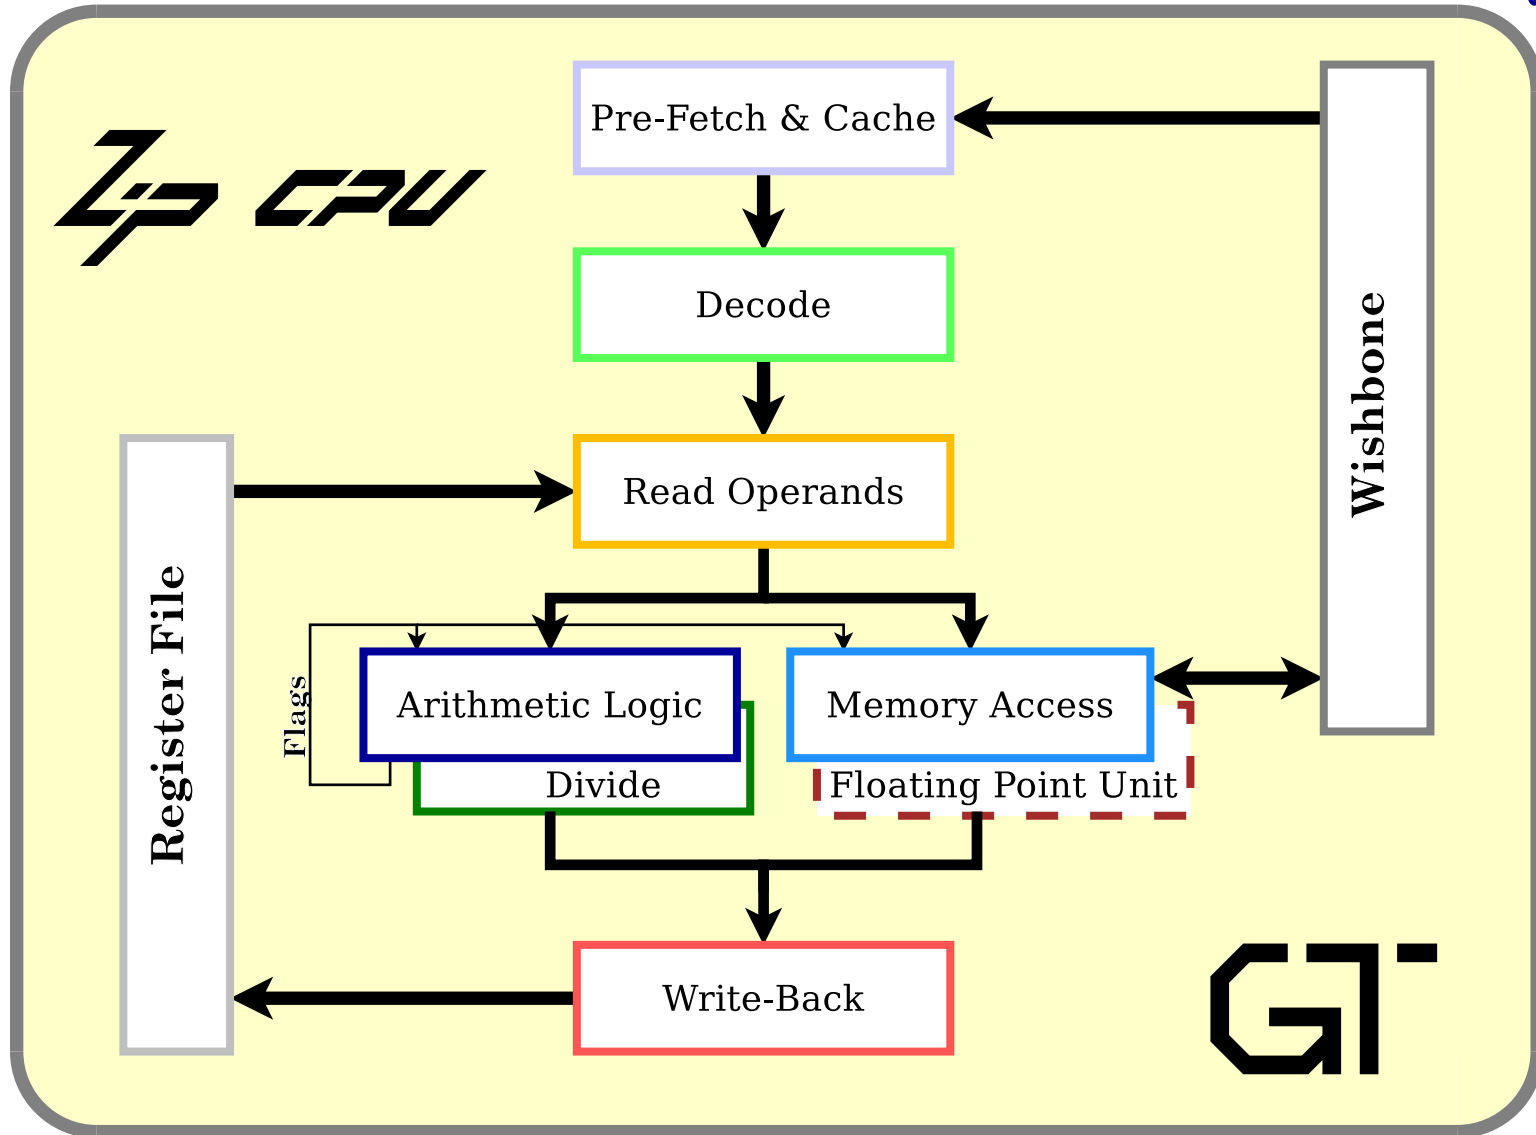 Zip CPU
Pre-Fetch & Cache
Decode
Wishbone
Read Operands
Register File
Flags
Arithmetic Logic
Memory Access
Divide
Floating Point Unit
Write-Back
GT